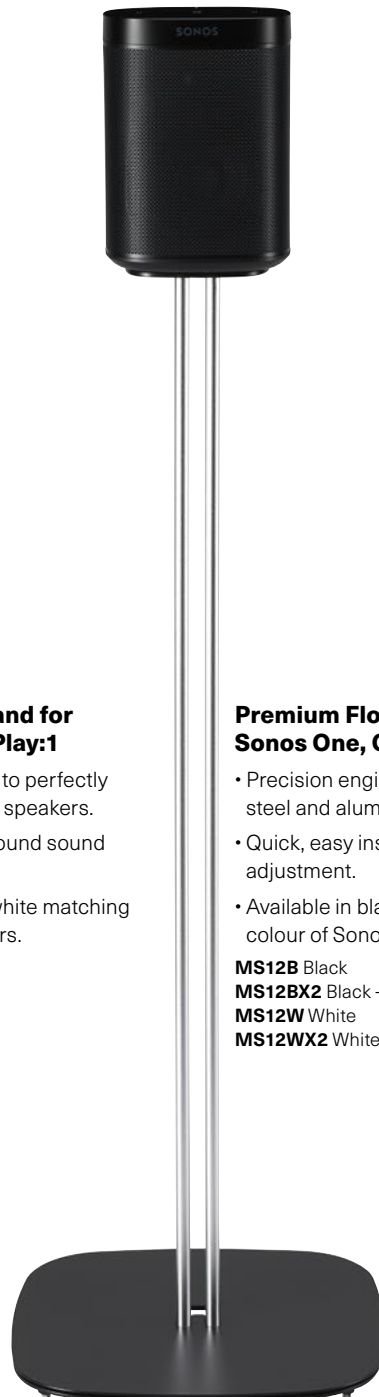 SONOS
and for
Play:1
to perfectly
speakers.
ound sound
white matching
rs.
Premium Flo
Sonos One,
• Precision engi
steel and alum
• Quick, easy ins
adjustment.
• Available in bla
colour of Sono
MS12B Black
MS12BX2 Black -
MS12W White
MS12WX2 White